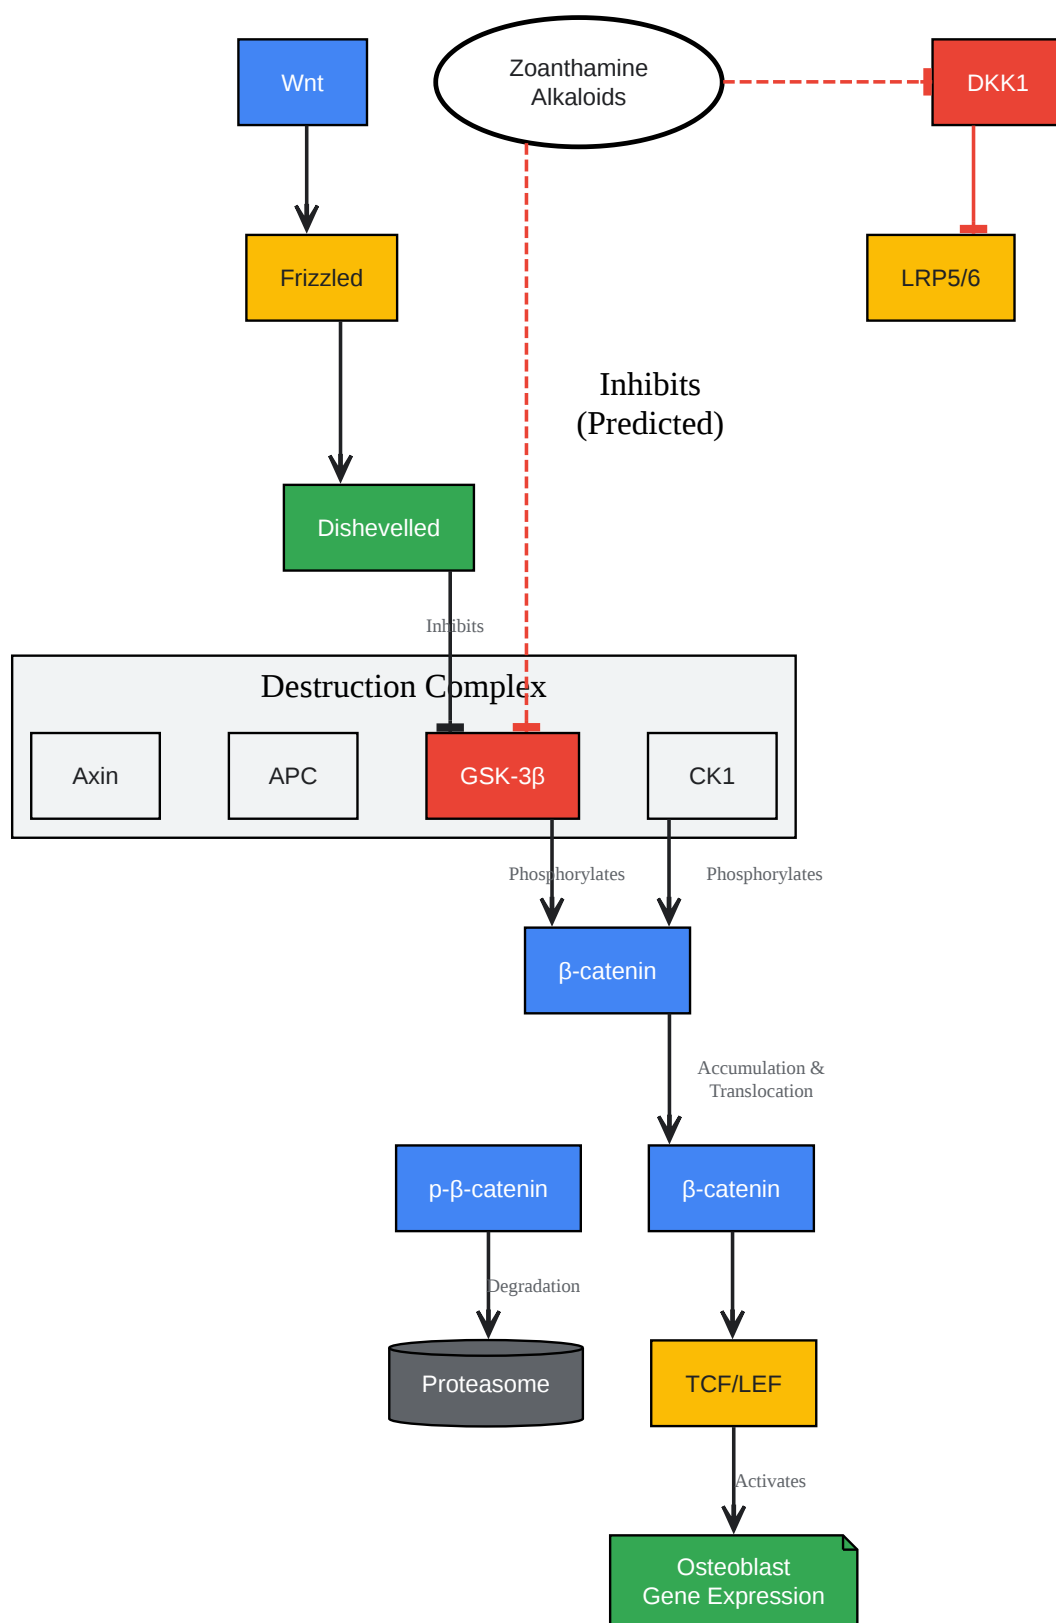 Wnt
Zoanthamine
Alkaloids
DKK1
Frizzled
LRP5/6
Inhibits
(Predicted)
Dishevelled
Inhibits
Destruction Complex
Axin
APC
GSK-3β
CK1
Phosphorylates
Phosphorylates
β-catenin
Accumulation &
Translocation
p-β-catenin
β-catenin
Degradation
Proteasome
TCF/LEF
Activates
Osteoblast
Gene Expression